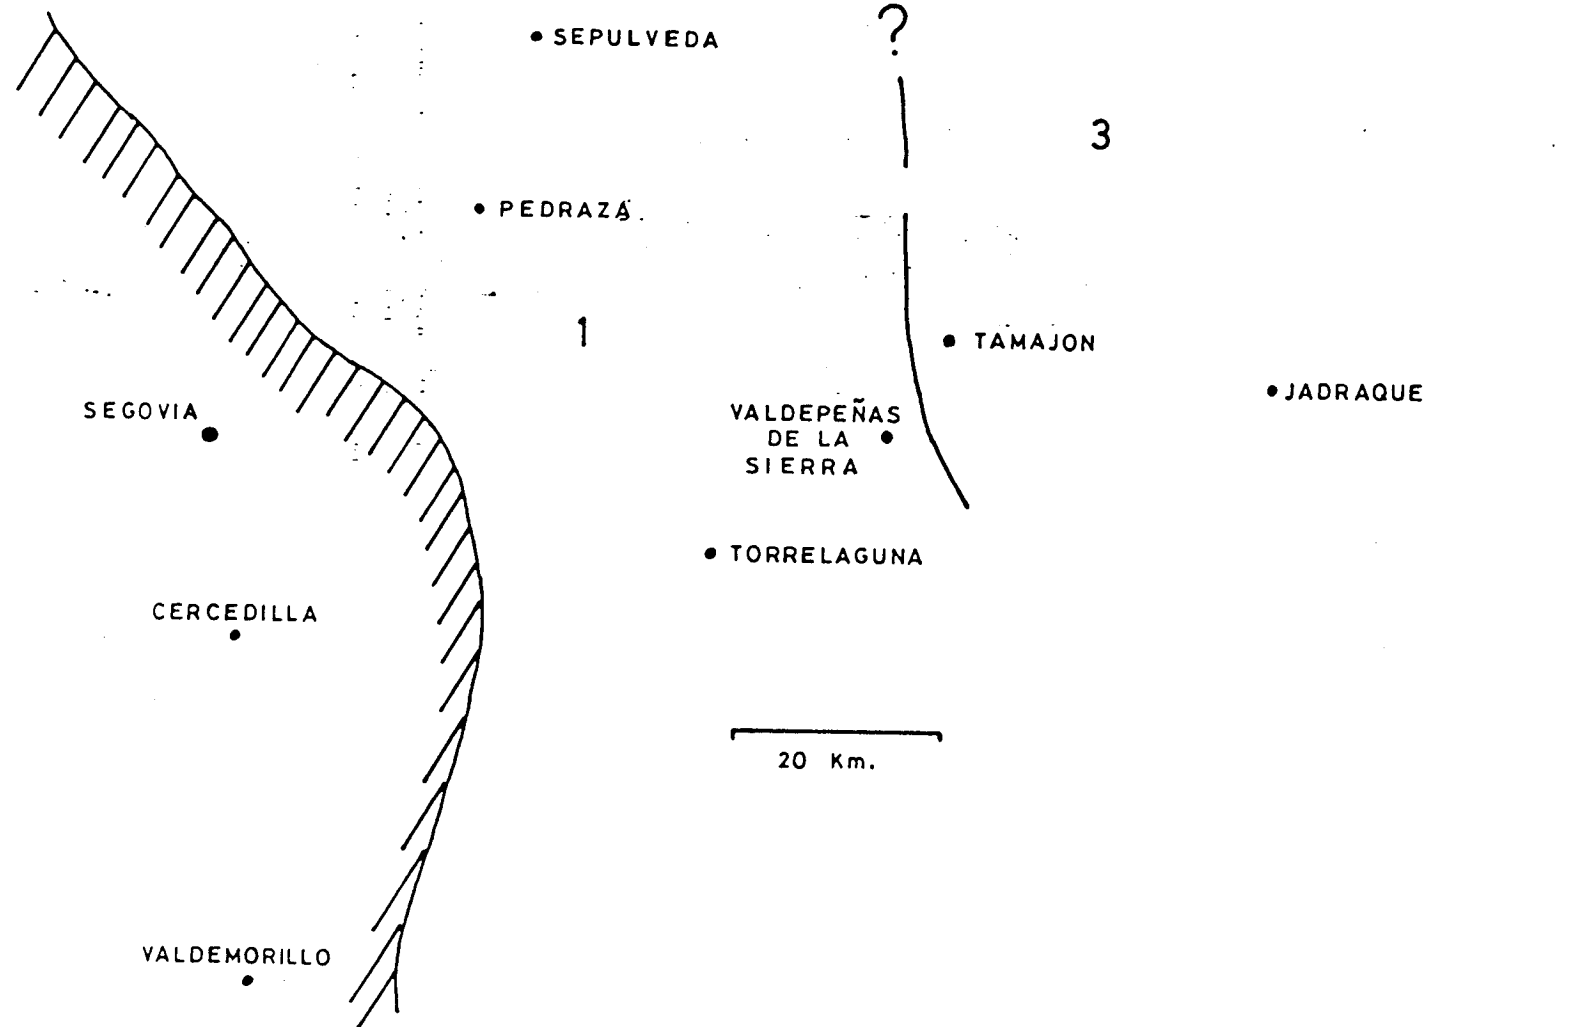 SEPULVEDA
?
3
PEDRAZA
1
TAMAJON
JADRAQUE
SEGOVIA
VALDEPEÑAS
DE LA
SIERRA
TORRELAGUNA
CERCEDILLA
20 Km.
VALDEMORILLO